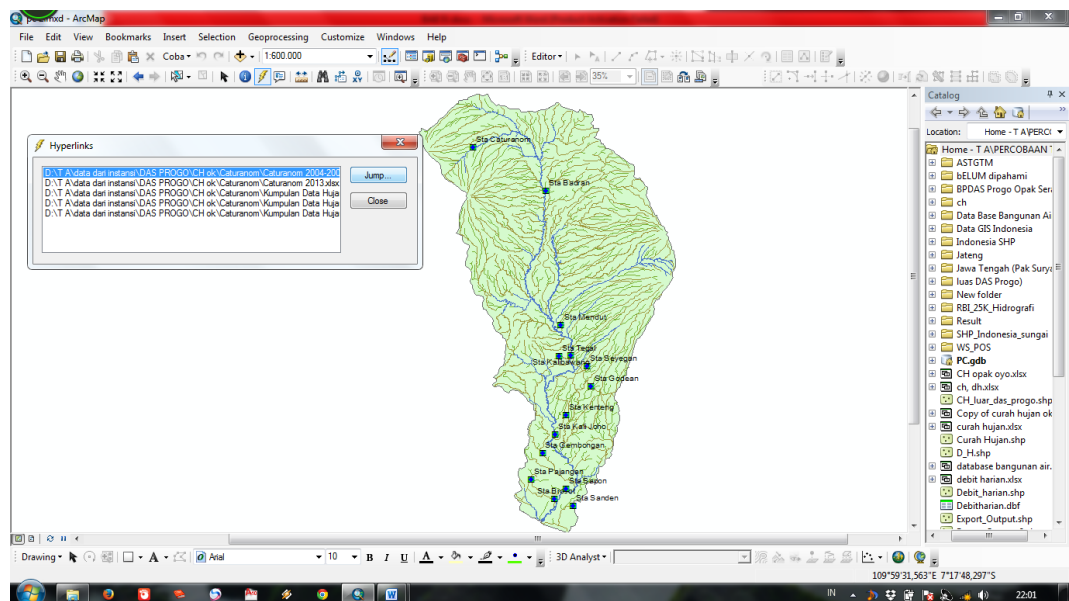 mxd - ArcMap
File Edit View Bookmarks Insert Selection Geoprocessing Customize Windows Help
Coba 1:600.000 Editor
35%
Catalog
Location: Home - T A\PERC
Home - T A\PERCOBAAN
ASTGTM
bELUM dipahami
BPDAS Progo Opak Ser
ch
Data Base Bangunan Ai
Data GIS Indonesia
Indonesia SHP
Jateng
Jawa Tengah (Pak Surya
luas DAS Progo)
New folder
RBI_25K_Hidrografi
Result
SHP_Indonesia_sungai
WS_POS
PC.gdb
CH opak oyo.xlsx
ch, dh.xlsx
CH_luar_das_progo.shp
Copy of curah hujan ok
curah hujan.xlsx
Curah Hujan.shp
D_H.shp
database bangunan air.
debit harian.xlsx
Debit_harian.shp
Debitharian.dbf
Export_Output.shp
Hyperlinks
D:\T A\data dari instansi\DAS PROGO\CH ok\Caturanom\Caturanom 2004-200
D:\T A\data dari instansi\DAS PROGO\CH ok\Caturanom\Caturanom 2013.xlsx
D:\T A\data dari instansi\DAS PROGO\CH ok\Caturanom\Kumpulan Data Huja
D:\T A\data dari instansi\DAS PROGO\CH ok\Caturanom\Kumpulan Data Huja
D:\T A\data dari instansi\DAS PROGO\CH ok\Caturanom\Kumpulan Data Huja
Jump...
Close
Sta Caturanom
Sta Badran
Sta Mendut
Sta Tegal
Sta Kalibawang
Sta Seyegan
Sta Godean
Sta Kenteng
Sta Kali Jono
Sta Gembongan
Sta Pajangan
Sta Sapon
Sta Brosot
Sta Sanden
Drawing A Arial 10 B I U A 3D Analyst
109°59'31,563"E 7°17'48,297"S
IN 22:01